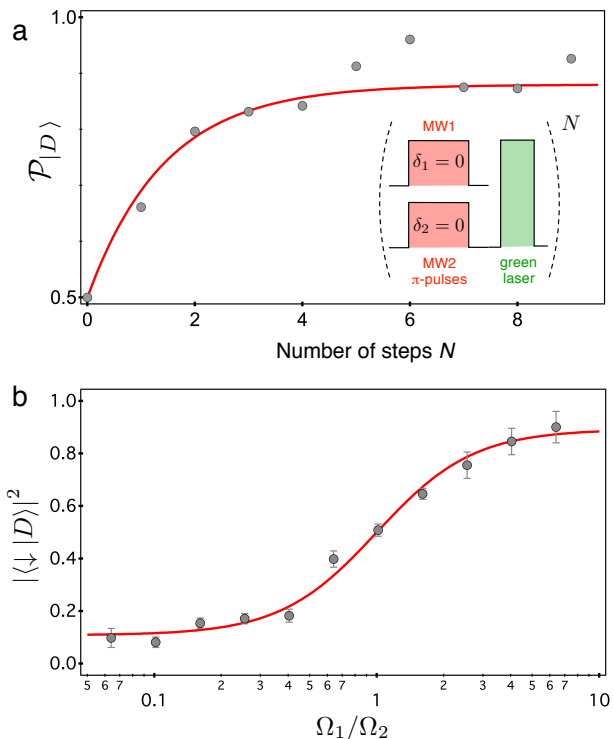 a
1.0
0.5
P|D⟩
0
2
4
6
8
Number of steps N
MW1
δ₁ = 0
δ₂ = 0
MW2
π-pulses
green
laser
N
b
1.0
0.8
0.6
0.4
0.2
0.0
|⟨↓|D⟩|²
5 6 7 2 3 4 5 6 7 2 3 4 5 6 7
0.1 1 10
Ω₁/Ω₂